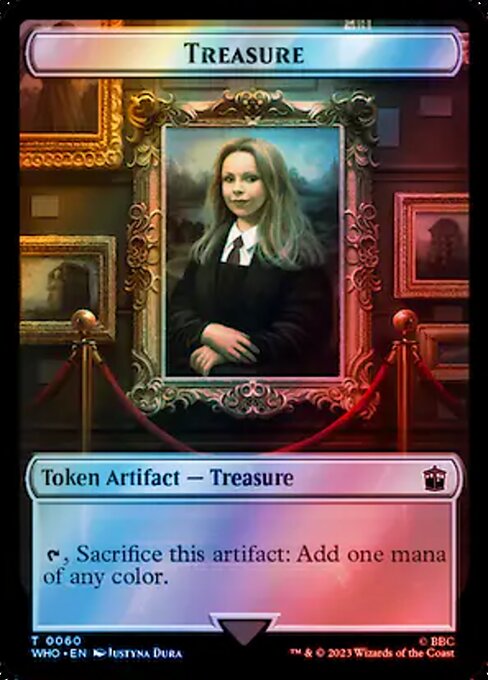 Treasure
Token Artifact — Treasure
, Sacrifice this artifact: Add one mana
of any color.
T 0060
© BBC
WHO • EN Justyna Dura
™ & © 2023 Wizards of the Coast